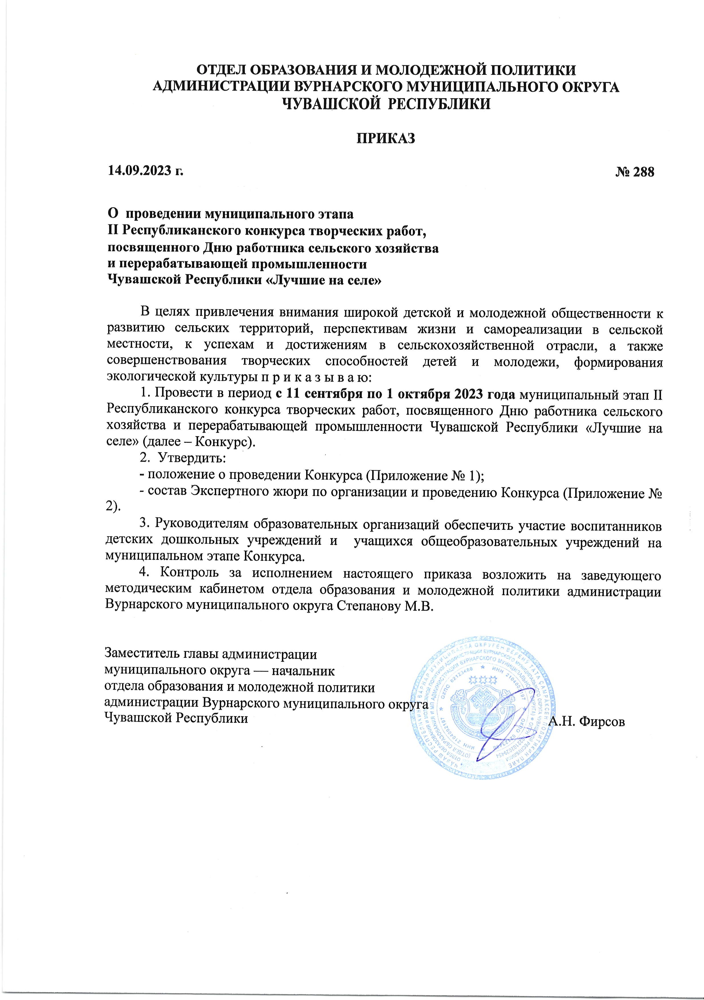 ОТДЕЛ ОБРАЗОВАНИЯ И МОЛОДЕЖНОЙ ПОЛИТИКИ
АДМИНИСТРАЦИИ ВУРНАРСКОГО МУНИЦИПАЛЬНОГО ОКРУГА
ЧУВАШСКОЙ РЕСПУБЛИКИ
ПРИКАЗ
14.09.2023 г. № 288
О проведении муниципального этапа
II Республиканского конкурса творческих работ,
посвященного Дню работника сельского хозяйства
и перерабатывающей промышленности
Чувашской Республики «Лучшие на селе»
В целях привлечения внимания широкой детской и молодежной общественности к
развитию сельских территорий, перспективам жизни и самореализации в сельской
местности, к успехам и достижениям в сельскохозяйственной отрасли, а также
совершенствования творческих способностей детей и молодежи, формирования
экологической культуры п р и к а з ы в а ю:
1. Провести в период с 11 сентября по 1 октября 2023 года муниципальный этап II
Республиканского конкурса творческих работ, посвященного Дню работника сельского
хозяйства и перерабатывающей промышленности Чувашской Республики «Лучшие на
селе» (далее – Конкурс).
2. Утвердить:
- положение о проведении Конкурса (Приложение № 1);
- состав Экспертного жюри по организации и проведению Конкурса (Приложение №
2).
3. Руководителям образовательных организаций обеспечить участие воспитанников
детских дошкольных учреждений и учащихся общеобразовательных учреждений на
муниципальном этапе Конкурса.
4. Контроль за исполнением настоящего приказа возложить на заведующего
методическим кабинетом отдела образования и молодежной политики администрации
Вурнарского муниципального округа Степанову М.В.
Заместитель главы администрации
муниципального округа — начальник
отдела образования и молодежной политики
администрации Вурнарского муниципального округа
Чувашской Республики А.Н. Фирсов
ОКПО 02123480 ★ ИНН 2104002197 ★ ОКПО 02123480 ★ ИНН 2104002197 ★